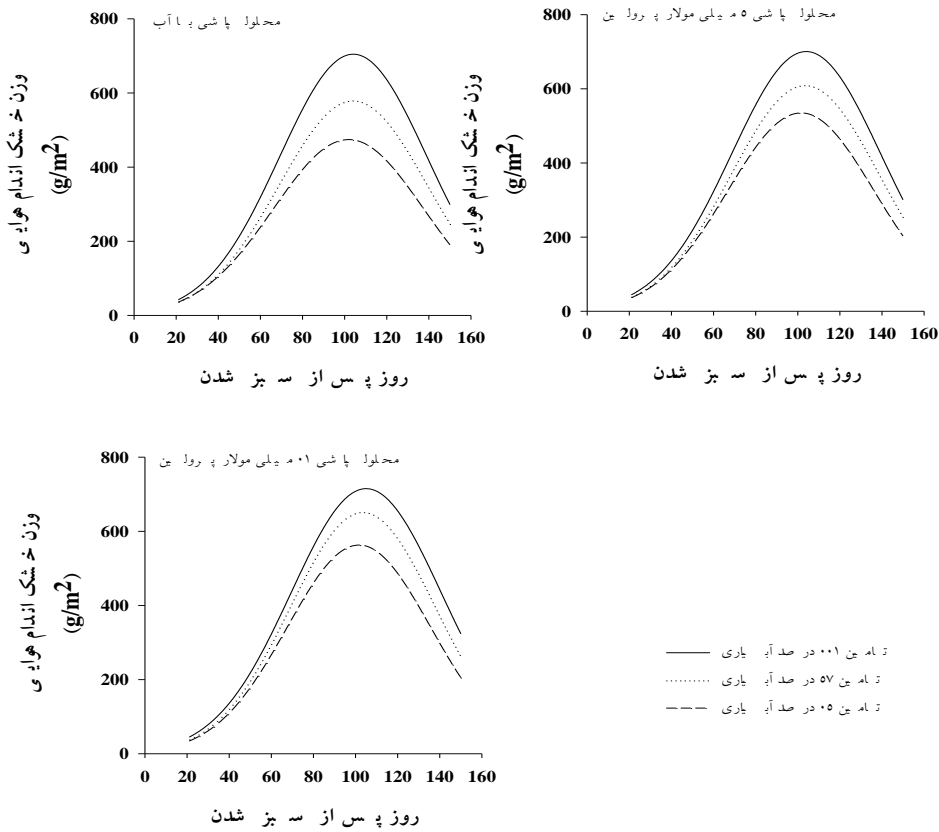 محلول پاشی با آب
وزن خشک اندام هوایی
(g/m²)
800
600
400
200
0
0 20 40 60 80 100 120 140 160
روز پس از سبز شدن
محلول پاشی ۵ میلی مولار پرولین
وزن خشک اندام هوایی
(g/m²)
800
600
400
200
0
0 20 40 60 80 100 120 140 160
روز پس از سبز شدن
محلول پاشی ۰۱ میلی مولار پرولین
وزن خشک اندام هوایی
(g/m²)
800
600
400
200
0
0 20 40 60 80 100 120 140 160
روز پس از سبز شدن
تامین ۰۰۱ درصد آبیاری
تامین ۵۷ درصد آبیاری
تامین ۰۵ درصد آبیاری